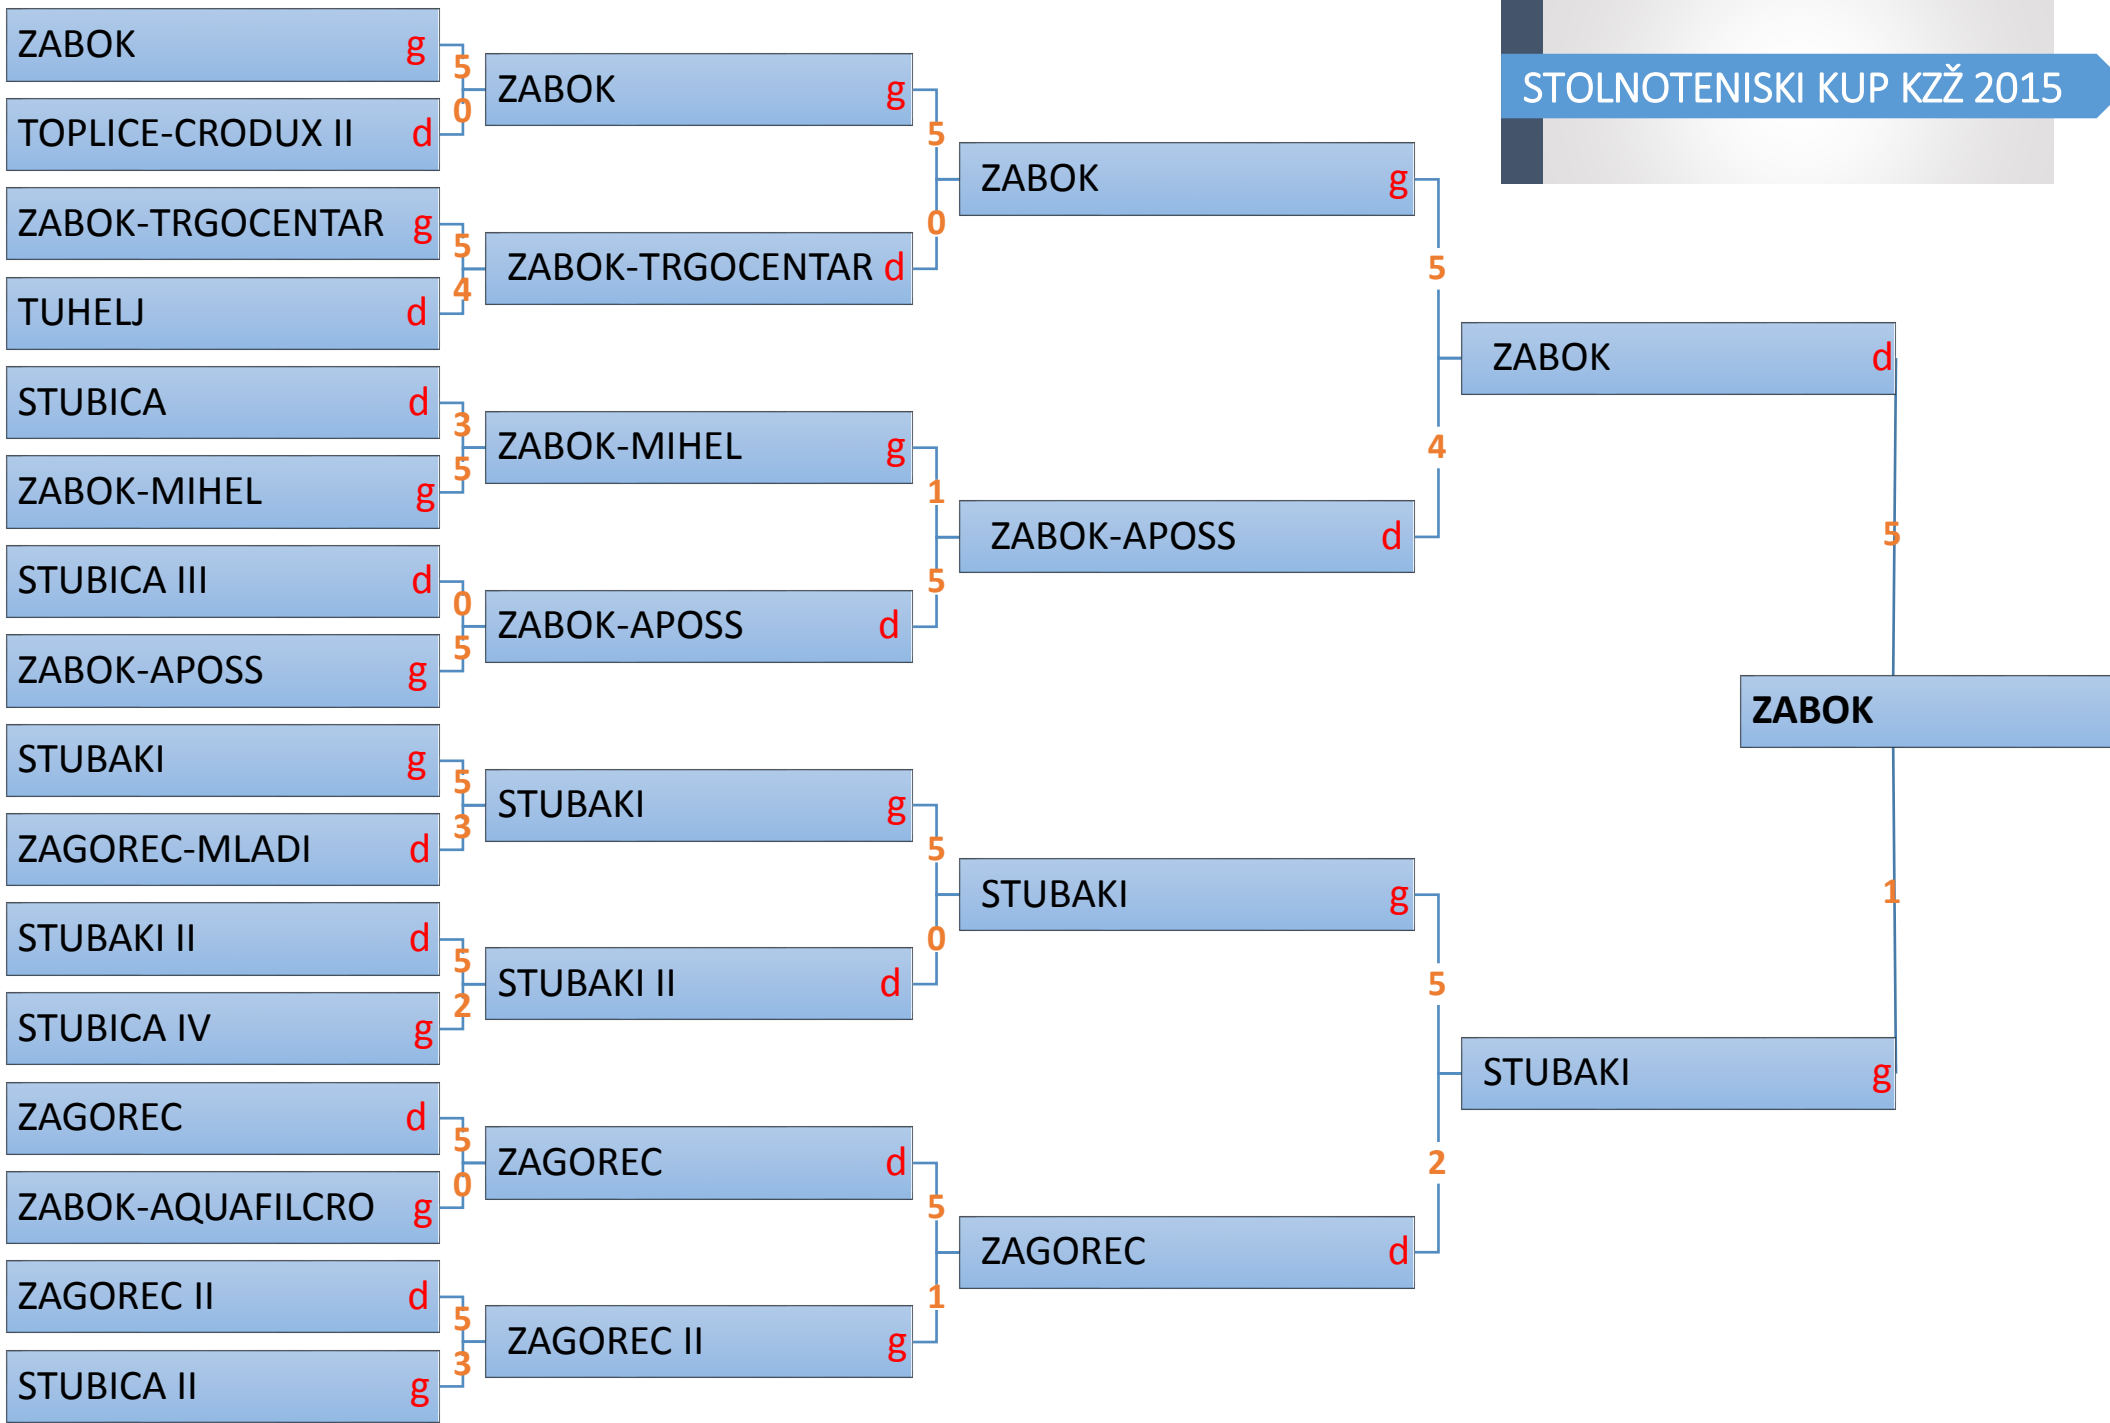 STOLNOTENISKI KUP KZŽ 2015
ZABOK g
5
0
TOPLICE-CRODUX II d
ZABOK-TRGOCENTAR g
5
4
TUHELJ d
STUBICA d
3
5
ZABOK-MIHEL g
STUBICA III d
0
5
ZABOK-APOSS g
STUBAKI g
5
3
ZAGOREC-MLADI d
STUBAKI II d
5
2
STUBICA IV g
ZAGOREC d
5
0
ZABOK-AQUAFILCRO g
ZAGOREC II d
5
3
STUBICA II g
ZABOK g
5
0
ZABOK-TRGOCENTAR d
ZABOK-MIHEL g
1
5
ZABOK-APOSS d
STUBAKI g
5
0
STUBAKI II d
ZAGOREC d
5
1
ZAGOREC II g
ZABOK g
5
4
ZABOK-APOSS d
STUBAKI g
5
2
ZAGOREC d
ZABOK d
5
1
STUBAKI g
ZABOK